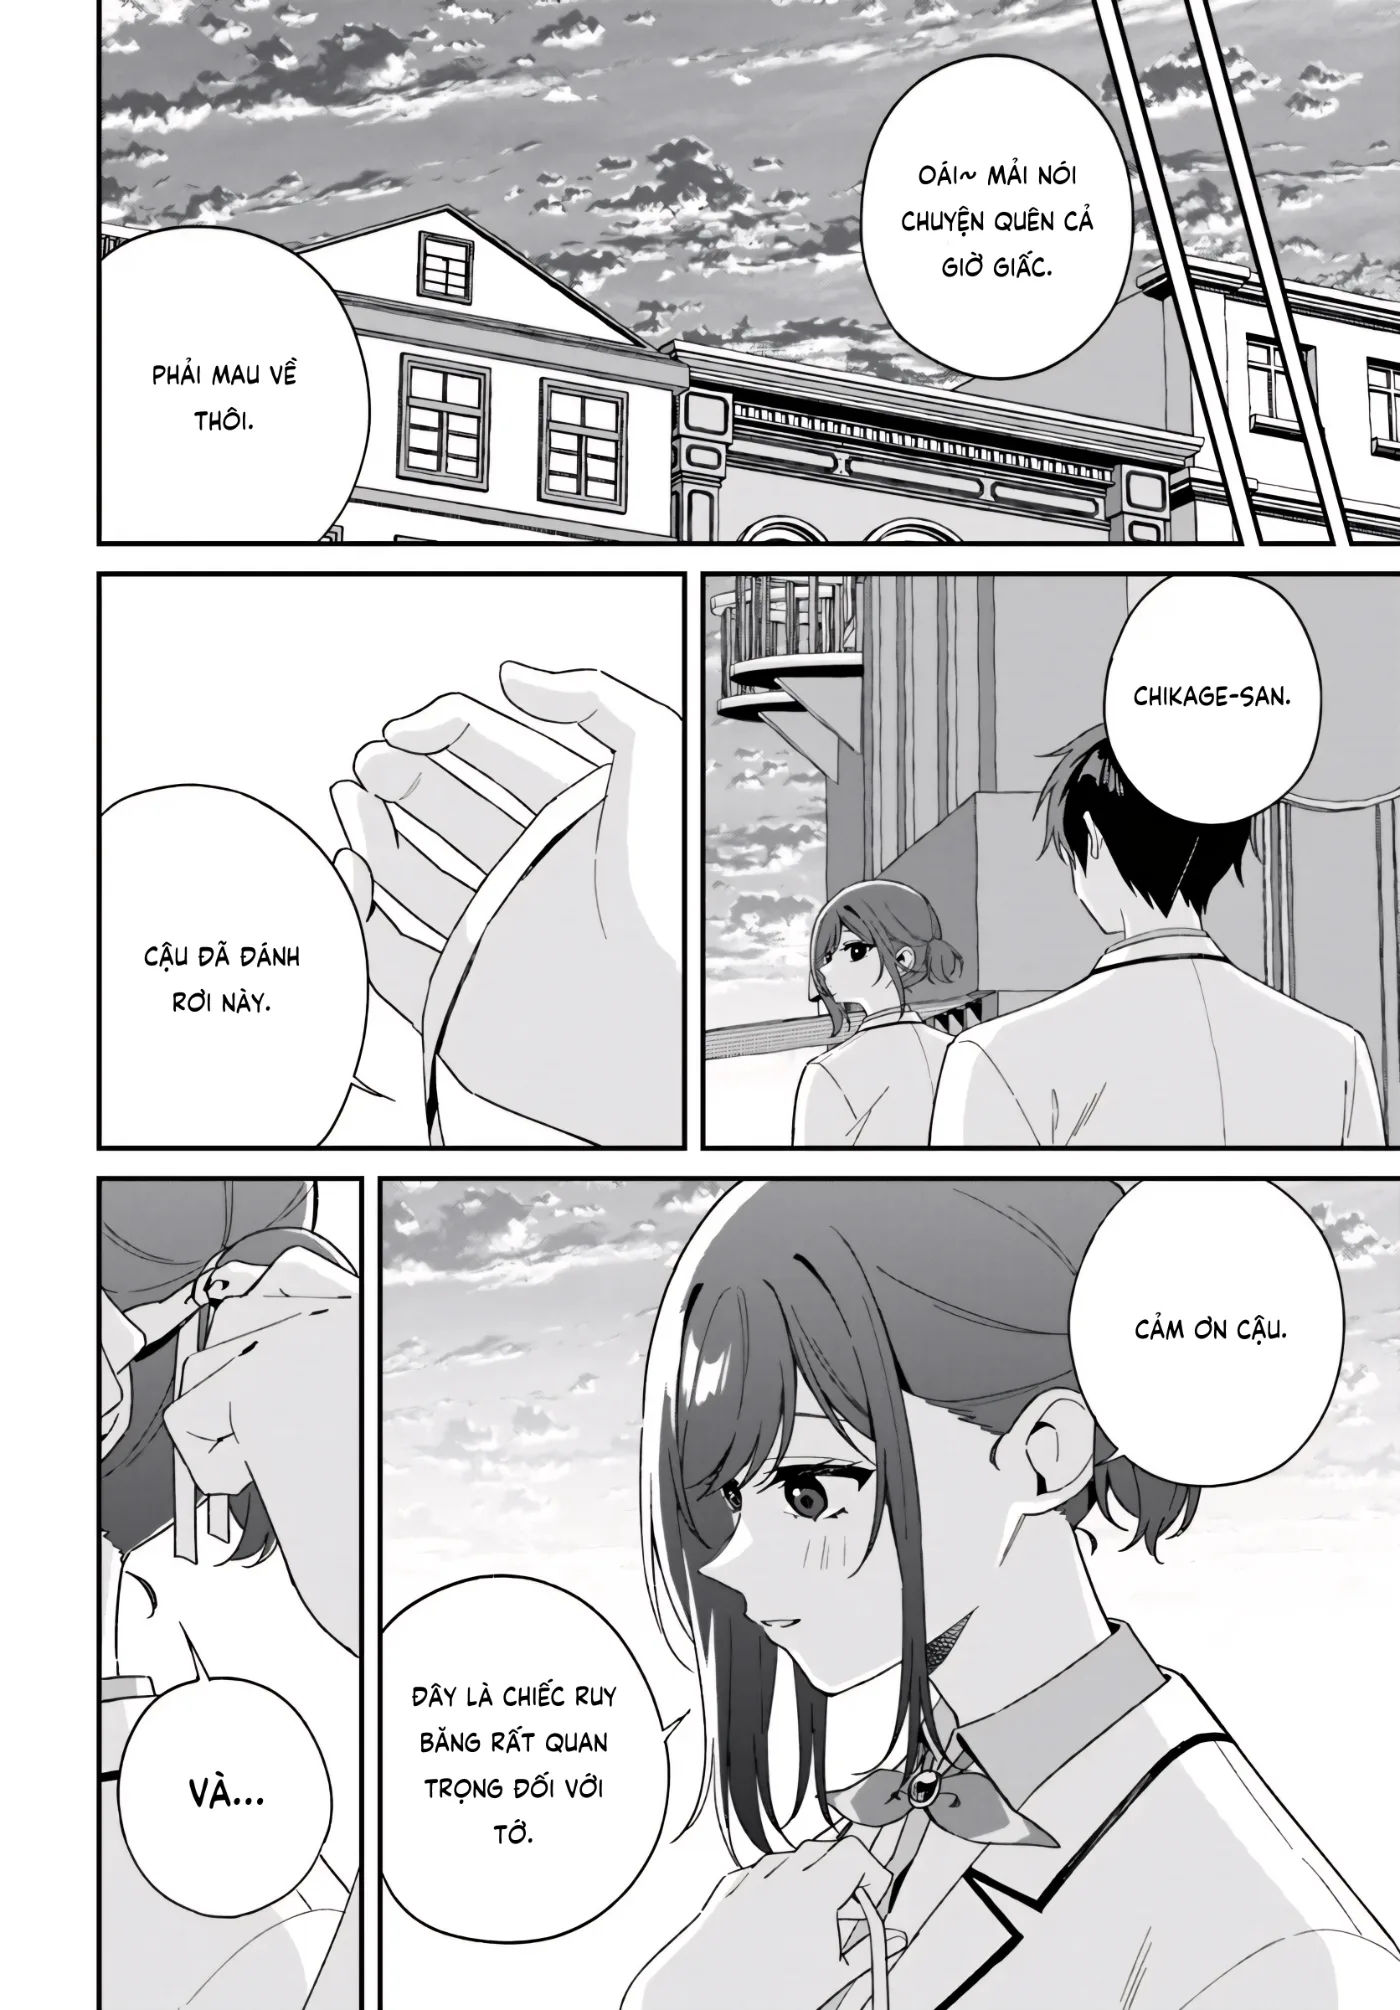 OÁI~ MẢI NÓI
CHUYỆN QUÊN CẢ
GIỜ GIẤC.
PHẢI MAU VỀ
THÔI.
CHIKAGE-SAN.
CẬU ĐÃ ĐÁNH
RƠI NÀY.
CẢM ƠN CẬU.
ĐÂY LÀ CHIẾC RUY
BĂNG RẤT QUAN
TRỌNG ĐỐI VỚI
TỚ.
VÀ...